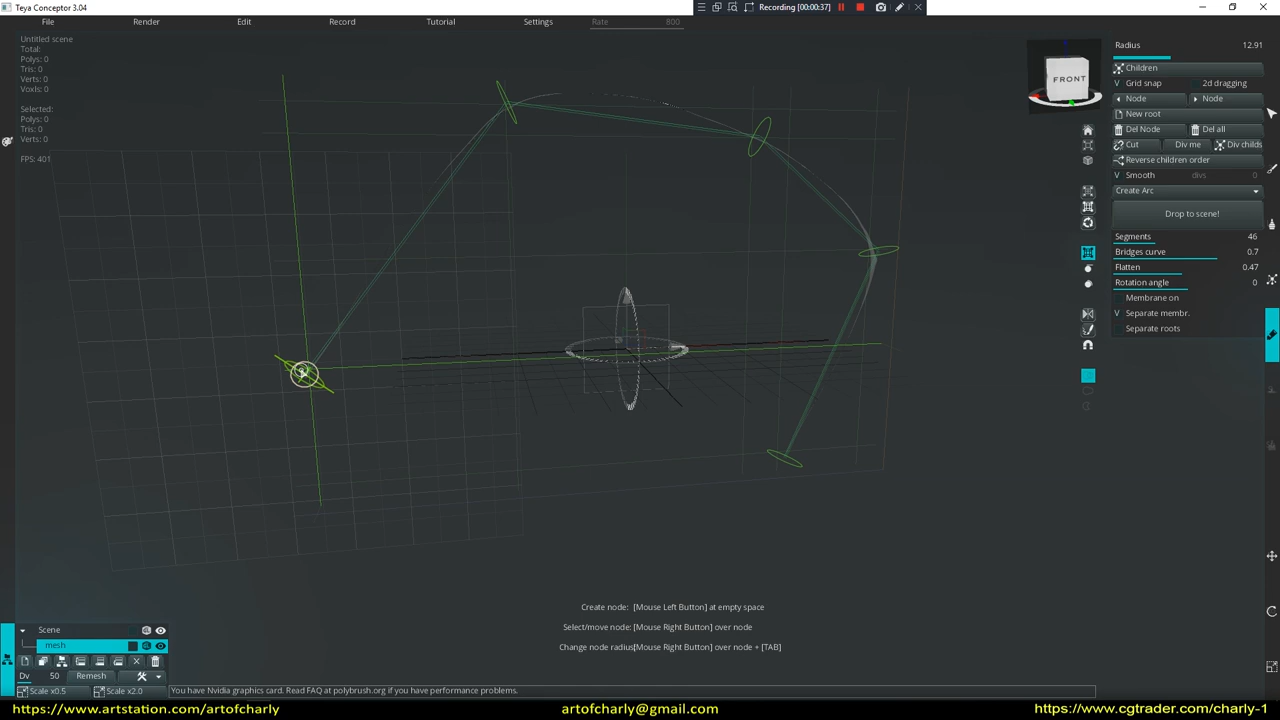 Teya Conceptor 3.04
Recording [00:00:37]
File
Render
Edit
Record
Tutorial
Settings
Rate 800
Untitled scene
Total:
Polys: 0
Tris: 0
Verts: 0
Voxls: 0
Selected:
Polys: 0
Tris: 0
Verts: 0
FPS: 401
FRONT
Radius 12.91
Children
V Grid snap 2d dragging
Node Node
New root
Del Node Del all
Cut Div me Div childs
Reverse children order
V Smooth divs 0
Create Arc
Drop to scene!
Segments 46
Bridges curve 0.7
Flatten 0.47
Rotation angle 0
Membrane on
V Separate membr.
Separate roots
Create node: [Mouse Left Button] at empty space
Select/move node: [Mouse Right Button] over node
Change node radius[Mouse Right Button] over node + [TAB]
Scene
mesh
Dv 50 Remesh
Scale x0.5 Scale x2.0
You have Nvidia graphics card. Read FAQ at polybrush.org if you have performance problems.
https://www.artstation.com/artofcharly
artofcharly@gmail.com
https://www.cgtrader.com/charly-1